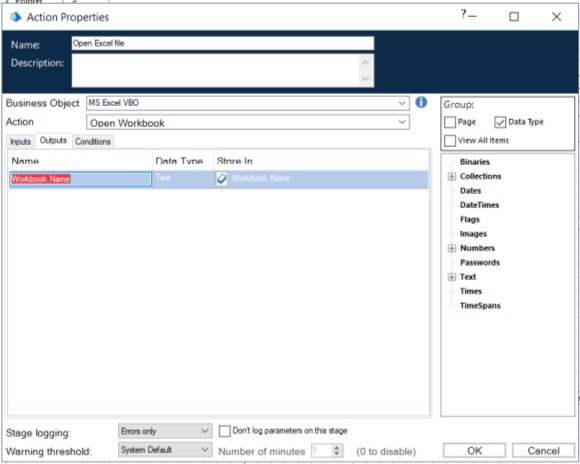 Action Properties
?
Name: Open Excel file
Description:
Business Object MS Excel VBO
Action Open Workbook
Inputs Outputs Conditions
Name Data Type Store In
Workbook Name Text Workbook Name
Group:
Page Data Type
View All Items
Binaries
Collections
Dates
DateTimes
Flags
Images
Numbers
Passwords
Text
Times
TimeSpans
Stage logging: Errors only Don't log parameters on this stage
Warning threshold: System Default Number of minutes 5 (0 to disable)
OK Cancel